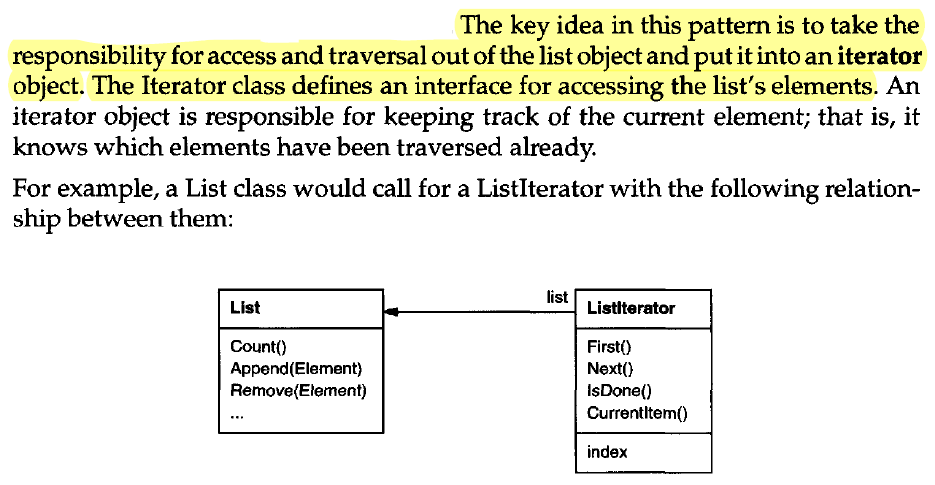 The key idea in this pattern is to take the
responsibility for access and traversal out of the list object and put it into an iterator
object. The Iterator class defines an interface for accessing the list's elements. An
iterator object is responsible for keeping track of the current element; that is, it
knows which elements have been traversed already.
For example, a List class would call for a ListIterator with the following relation-
ship between them:
List
Count()
Append(Element)
Remove(Element)
...
list
ListIterator
First()
Next()
IsDone()
CurrentItem()
index